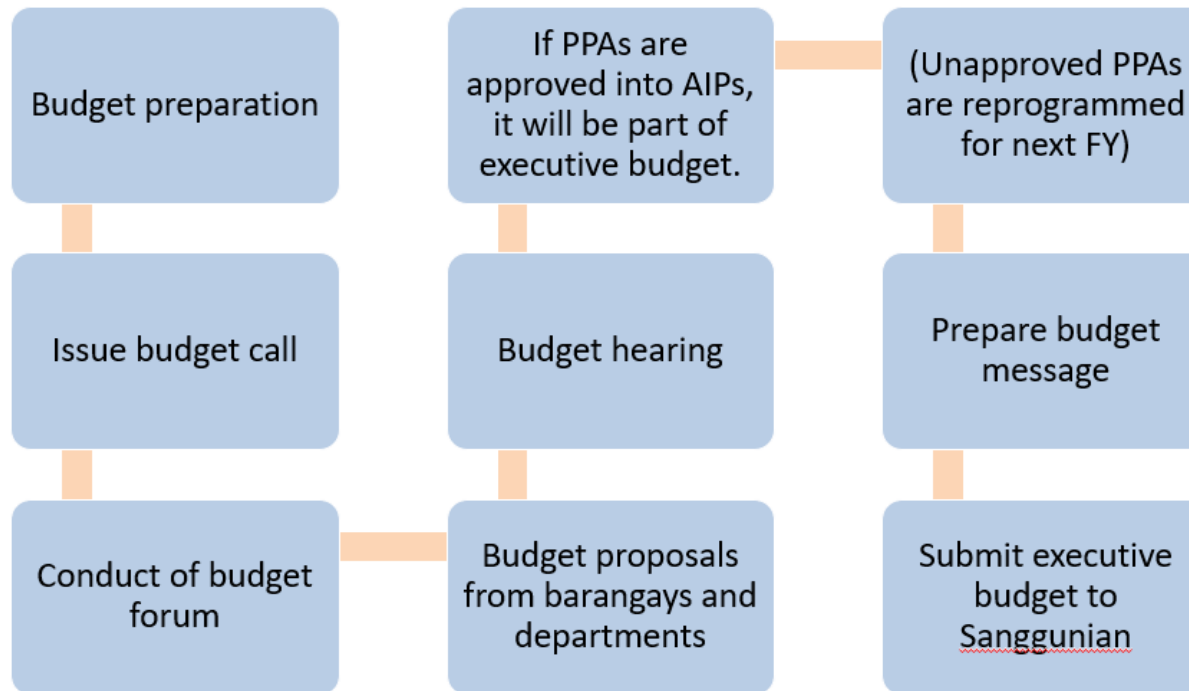 Budget preparation
Issue budget call
Conduct of budget
forum
Budget proposals
from barangays and
departments
Budget hearing
If PPAs are
approved into AIPs,
it will be part of
executive budget.
(Unapproved PPAs
are reprogrammed
for next FY)
Prepare budget
message
Submit executive
budget to
Sanggunian